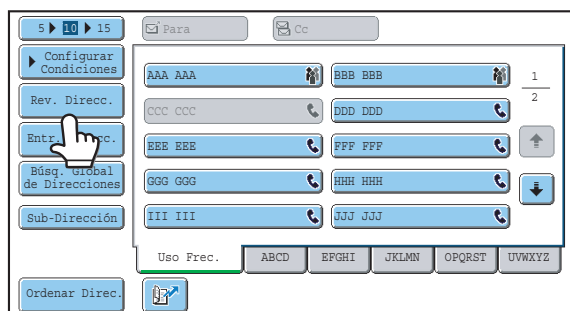 5 10 15
Para
Cc
Configurar
Condiciones
Rev. Direcc.
Búsq. Global
de Direcciones
Sub-Dirección
Ordenar Direc.
AAA AAA
BBB BBB
CCC CCC
DDD DDD
EEE EEE
FFF FFF
GGG GGG
HHH HHH
III III
JJJ JJJ
1
2
Uso Frec.
ABCD
EFGHI
JKLMN
OPQRST
UVWXYZ